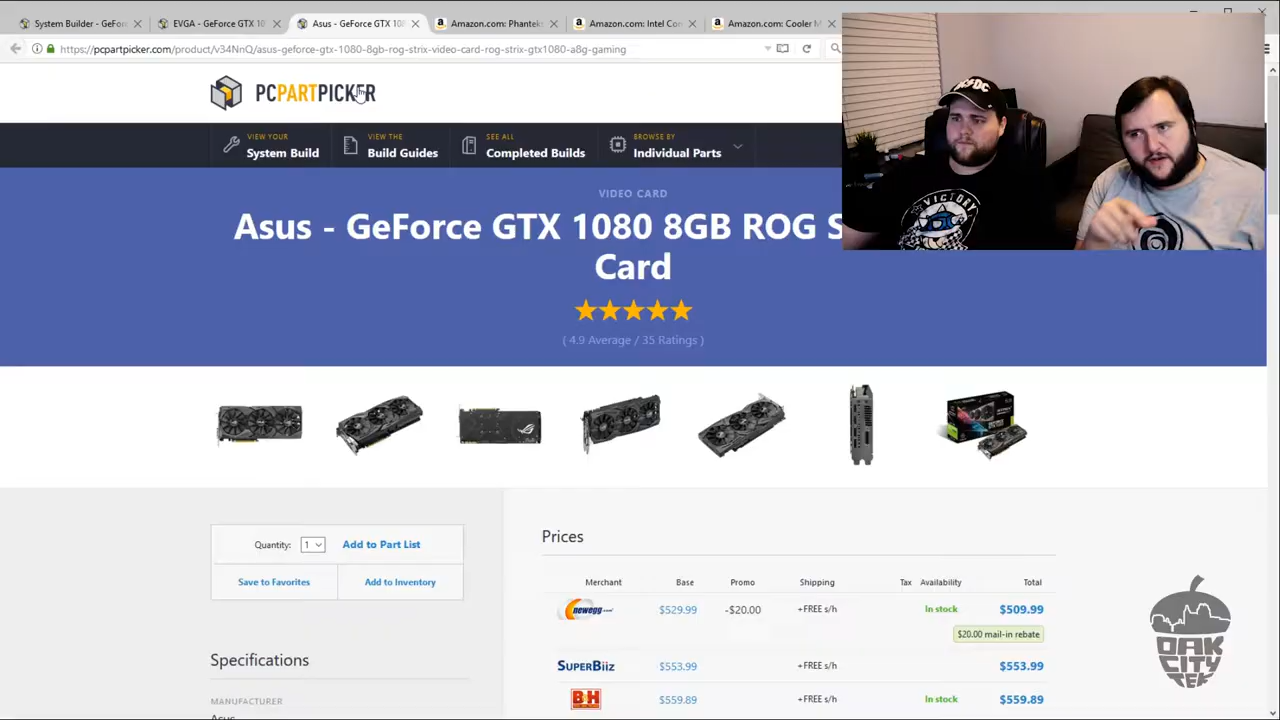 System Builder - GeFor
EVGA - GeForce GTX 10
Asus - GeForce GTX 108
Amazon.com: Phantek
Amazon.com: Intel Cor
Amazon.com: Cooler M
https://pcpartpicker.com/product/v34NnQ/asus-geforce-gtx-1080-8gb-rog-strix-video-card-rog-strix-gtx1080-a8g-gaming
PCPARTPICKER
VIEW YOUR
System Build
VIEW THE
Build Guides
SEE ALL
Completed Builds
BROWSE BY
Individual Parts
VIDEO CARD
Asus - GeForce GTX 1080 8GB ROG S
Card
( 4.9 Average / 35 Ratings )
Quantity: 1
Add to Part List
Save to Favorites
Add to Inventory
Specifications
MANUFACTURER
Asus
Prices
Merchant Base Promo Shipping Tax Availability Total
newegg.com $529.99 -$20.00 +FREE s/h In stock $509.99
$20.00 mail-in rebate
SUPERBIIZ $553.99 +FREE s/h $553.99
B&H $559.89 +FREE s/h In stock $559.89
VICTORY
OAK
CITY
TEK